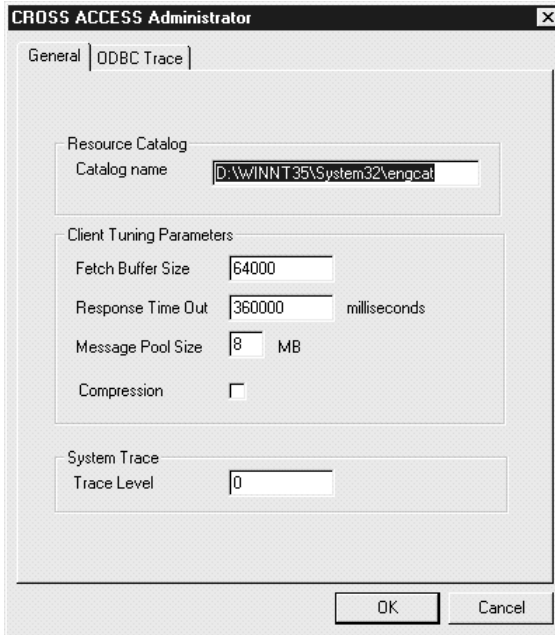 CROSS ACCESS Administrator
General ODBC Trace
Resource Catalog
Catalog name D:\WINNT35\System32\engcat
Client Tuning Parameters
Fetch Buffer Size 64000
Response Time Out 360000 milliseconds
Message Pool Size 8 MB
Compression
System Trace
Trace Level 0
OK Cancel